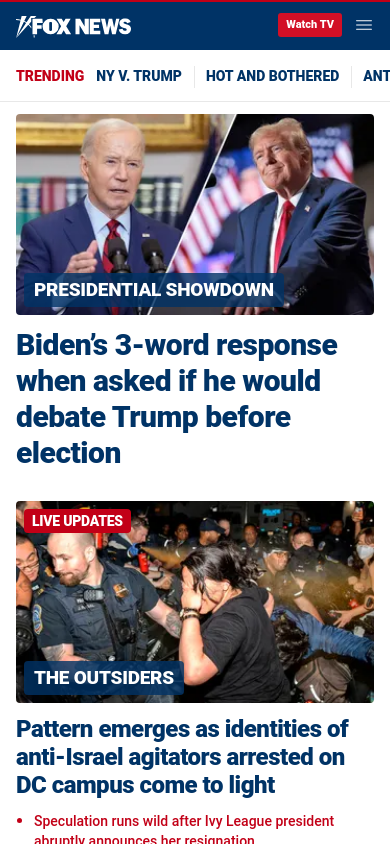 FOX NEWS
Watch TV
TRENDING NY V. TRUMP HOT AND BOTHERED ANT
PRESIDENTIAL SHOWDOWN
Biden’s 3-word response
when asked if he would
debate Trump before
election
LIVE UPDATES
THE OUTSIDERS
Pattern emerges as identities of
anti-Israel agitators arrested on
DC campus come to light
• Speculation runs wild after Ivy League president
abruptly announces her resignation